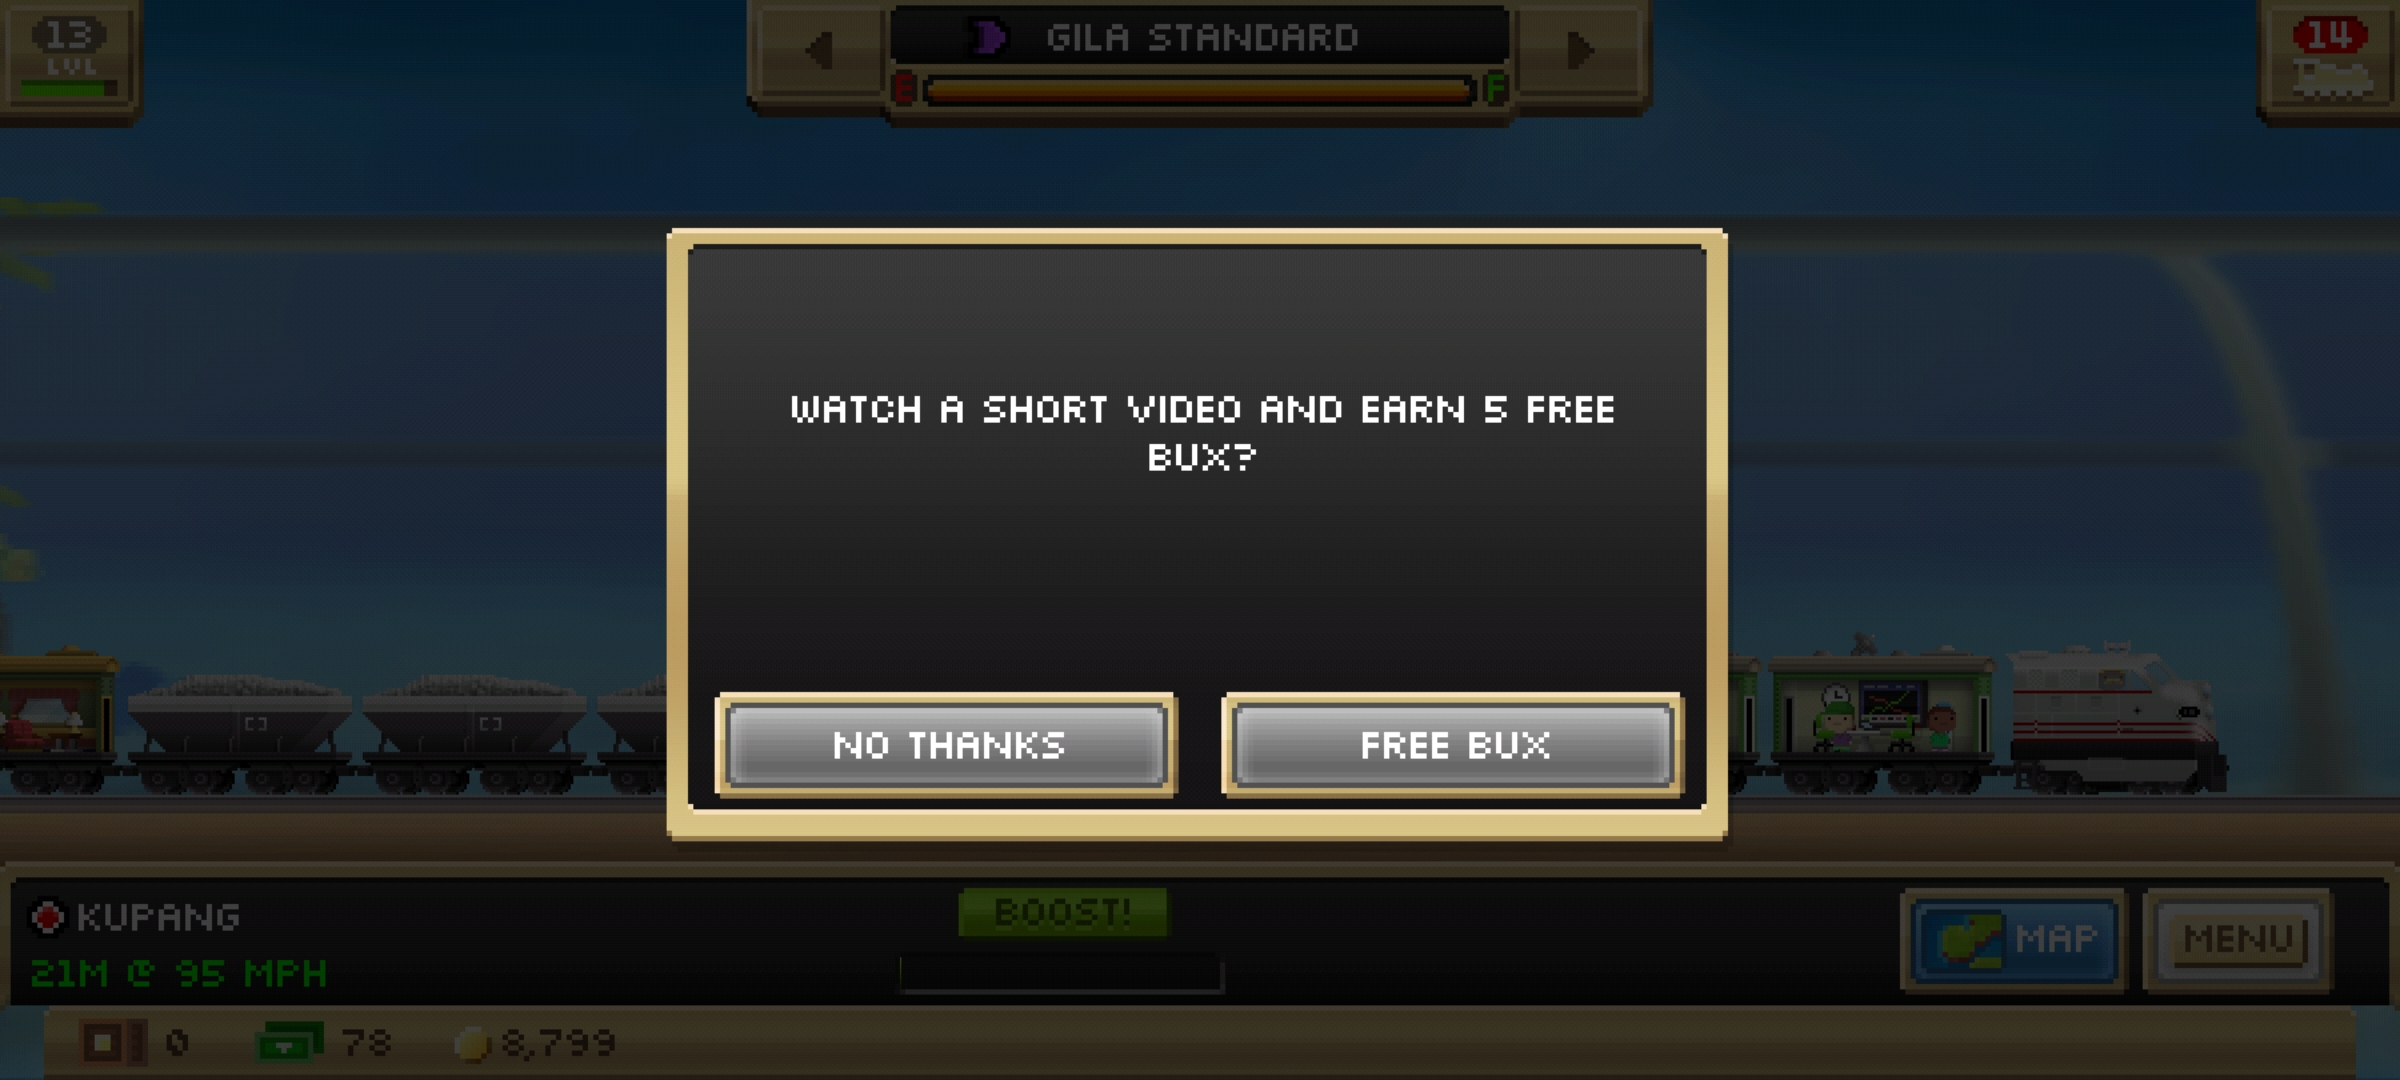 13
LVL
GILA STANDARD
E
F
14
WATCH A SHORT VIDEO AND EARN 5 FREE
BUX?
NO THANKS
FREE BUX
KUPANG
21M @ 95 MPH
BOOST!
MAP
MENU
0
78
8,799